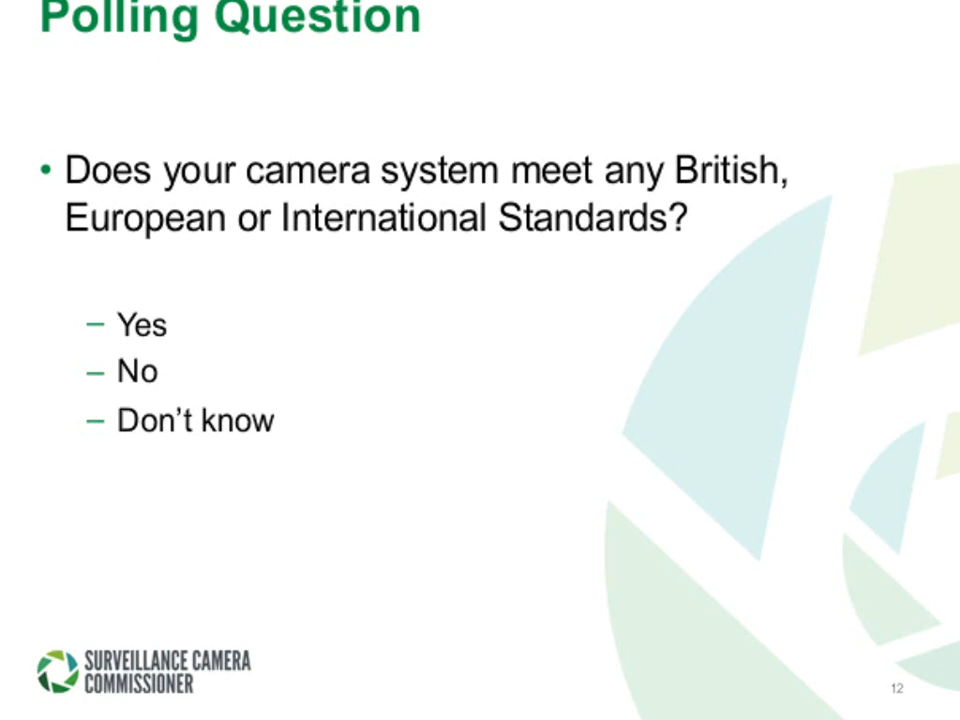 Polling Question
• Does your camera system meet any British,
European or International Standards?
– Yes
– No
– Don’t know
SURVEILLANCE CAMERA
COMMISSIONER
12